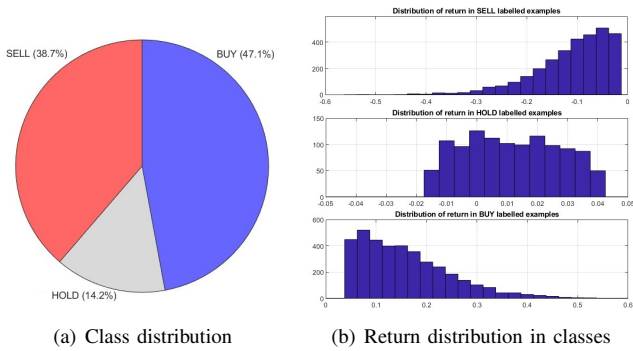 SELL (38.7%)
BUY (47.1%)
HOLD (14.2%)
(a) Class distribution
Distribution of return in SELL labelled examples
400
200
0
-0.6 -0.5 -0.4 -0.3 -0.2 -0.1 0
Distribution of return in HOLD labelled examples
150
100
50
0
-0.05 -0.04 -0.03 -0.02 -0.01 0 0.01 0.02 0.03 0.04 0.05
Distribution of return in BUY labelled examples
600
400
200
0
0 0.1 0.2 0.3 0.4 0.5 0.6
(b) Return distribution in classes